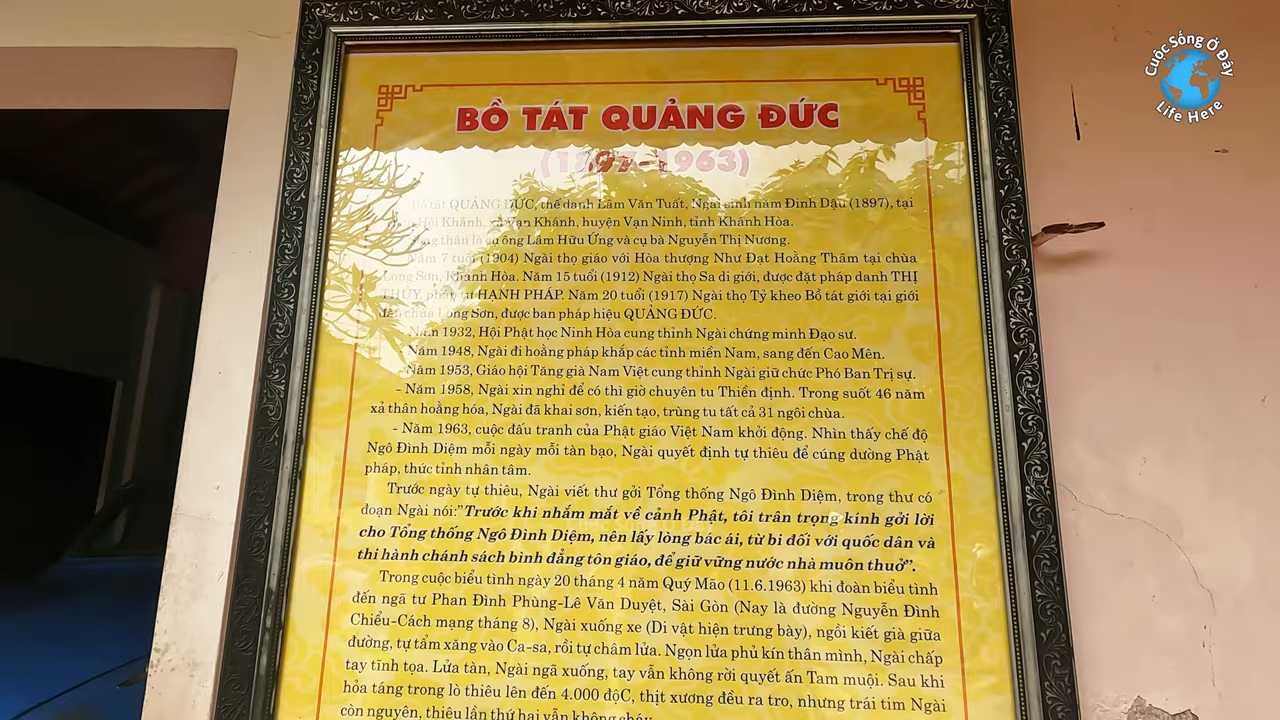 BỒ TÁT QUẢNG ĐỨC
(1897-1963)
Bồ tát QUẢNG ĐỨC, thế danh Lâm Văn Tuất, Ngài sinh năm Đinh Dậu (1897), tại
Hội Khánh, xã Vạn Khánh, huyện Vạn Ninh, tỉnh Khánh Hòa.
thân là cụ ông Lâm Hữu Ứng và cụ bà Nguyễn Thị Nương.
Năm 7 tuổi (1904) Ngài thọ giáo với Hòa thượng Như Đạt Hoằng Thâm tại chùa
Long Sơn, Khánh Hòa. Năm 15 tuổi (1912) Ngài thọ Sa di giới, được đặt pháp danh THỊ
THỦY, pháp tự HẠNH PHÁP. Năm 20 tuổi (1917) Ngài thọ Tỷ kheo Bồ tát giới tại giới
đàn chùa Long Sơn, được ban pháp hiệu QUẢNG ĐỨC.
- Năm 1932, Hội Phật học Ninh Hòa cung thỉnh Ngài chứng minh Đạo sư.
- Năm 1948, Ngài đi hoằng pháp khắp các tỉnh miền Nam, sang đến Cao Mên.
- Năm 1953, Giáo hội Tăng già Nam Việt cung thỉnh Ngài giữ chức Phó Ban Trị sự.
- Năm 1958, Ngài xin nghỉ để có thì giờ chuyên tu Thiền định. Trong suốt 46 năm
xả thân hoằng hóa, Ngài đã khai sơn, kiến tạo, trùng tu tất cả 31 ngôi chùa.
- Năm 1963, cuộc đấu tranh của Phật giáo Việt Nam khởi động. Nhìn thấy chế độ
Ngô Đình Diệm mỗi ngày mỗi tàn bạo, Ngài quyết định tự thiêu để cúng dường Phật
pháp, thức tỉnh nhân tâm.
Trước ngày tự thiêu, Ngài viết thư gởi Tổng thống Ngô Đình Diệm, trong thư có
đoạn Ngài nói:"Trước khi nhắm mắt về cảnh Phật, tôi trân trọng kính gởi lời
cho Tổng thống Ngô Đình Diệm, nên lấy lòng bác ái, từ bi đối với quốc dân và
thi hành chánh sách bình đẳng tôn giáo, để giữ vững nước nhà muôn thuở".
Trong cuộc biểu tình ngày 20 tháng 4 năm Quý Mão (11.6.1963) khi đoàn biểu tình
đến ngã tư Phan Đình Phùng-Lê Văn Duyệt, Sài Gòn (Nay là đường Nguyễn Đình
Chiểu-Cách mạng tháng 8), Ngài xuống xe (Di vật hiện trưng bày), ngồi kiết già giữa
đường, tự tẩm xăng vào Ca-sa, rồi tự châm lửa. Ngọn lửa phủ kín thân mình, Ngài chấp
tay tĩnh tọa. Lửa tàn, Ngài ngã xuống, tay vẫn không rời quyết ấn Tam muội. Sau khi
hỏa táng trong lò thiêu lên đến 4.000 độC, thịt xương đều ra tro, nhưng trái tim Ngài
còn nguyên, thiêu lần thứ hai vẫn không cháy
Cuộc Sống Ở Đây
Life Here